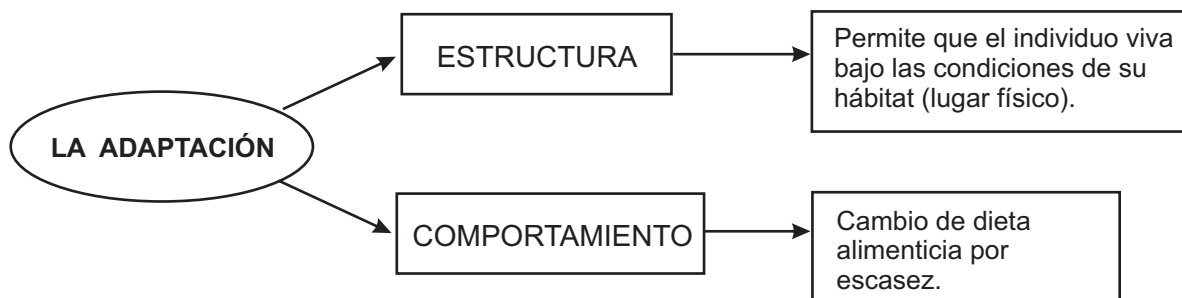 LA ADAPTACIÓN
ESTRUCTURA
Permite que el individuo viva
bajo las condiciones de su
hábitat (lugar físico).
COMPORTAMIENTO
Cambio de dieta
alimenticia por
escasez.